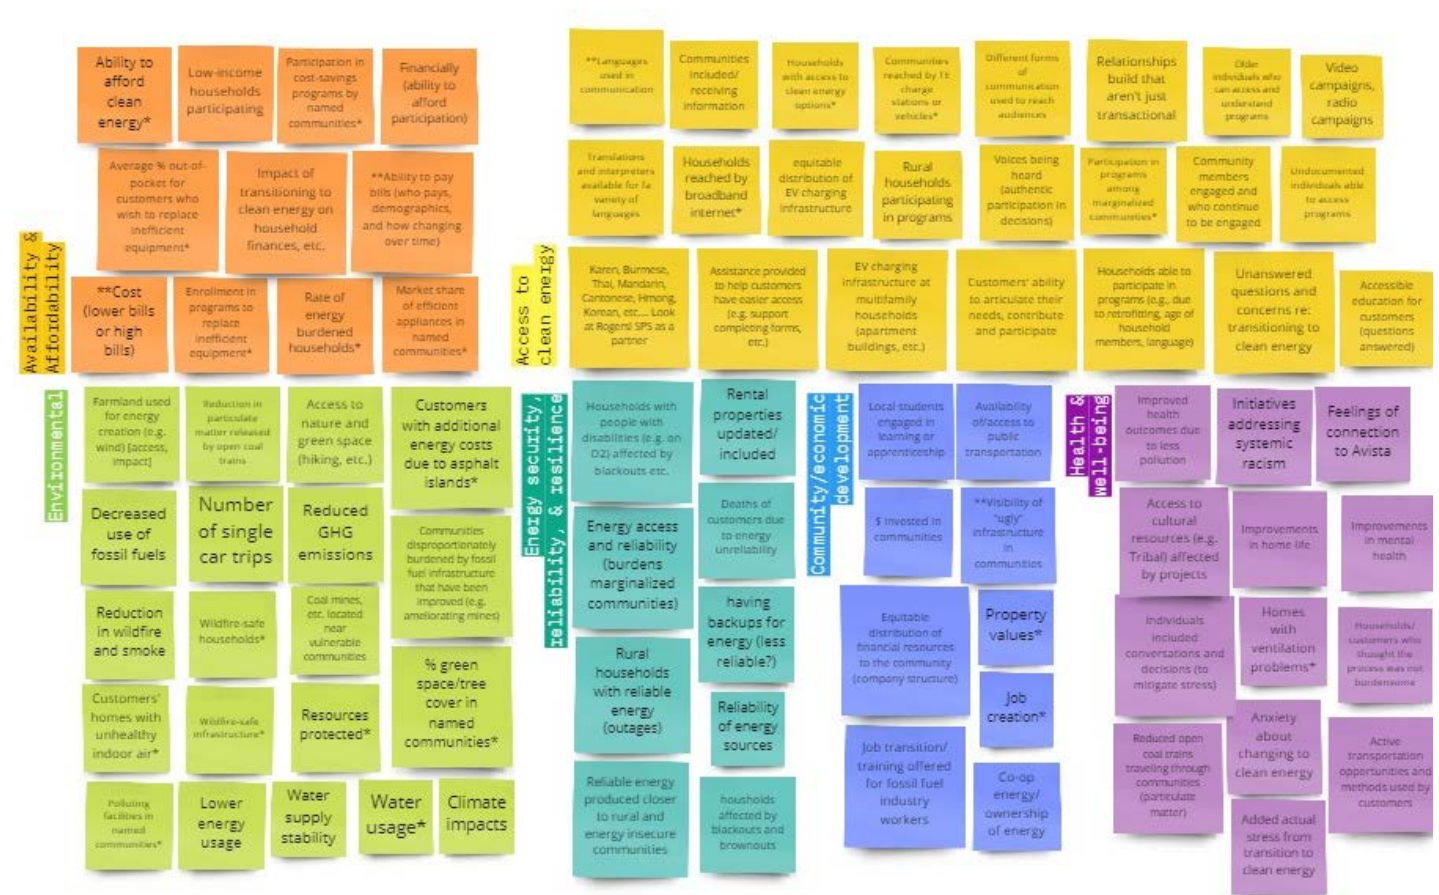 Availability &
Affordability
Ability to
afford
clean
energy*
Low-income
households
participating
Participation in
cost-savings
programs by
named
communities*
Financially
(ability to
afford
participation)
Average % out-of-
pocket for
customers who
wish to replace
inefficient
equipment*
Impact of
transitioning to
clean energy on
household
finances, etc.
**Ability to pay
bills (who pays,
demographics,
and how changing
over time)
**Cost
(lower bills
or high
bills)
Enrollment in
programs to
replace
inefficient
equipment*
Rate of
energy
burdened
households*
Market share
of efficient
appliances in
named
communities*
Access to
clean energy
**Languages
used in
communication
Communities
included/
receiving
information
Households
with access to
clean energy
options*
Communities
reached by TE
charge
stations or
vehicles*
Different forms
of
communication
used to reach
audiences
Relationships
build that
aren't just
transactional
Older
individuals who
can access and
understand
programs
Video
campaigns,
radio
campaigns
Translations
and interpreters
available for fa
variety of
languages
Households
reached by
broadband
internet*
equitable
distribution of
EV charging
infrastructure
Rural
households
participating
in programs
Voices being
heard
(authentic
participation in
decisions)
Participation in
programs
among
marginalized
communities*
Community
members
engaged and
who continue
to be engaged
Undocumented
individuals able
to access
programs
Karen, Burmese,
Thai, Mandarin,
Cantonese, Hmong,
Korean, etc.... Look
at Rogers! SPS as a
partner
Assistance provided
to help customers
have easier access
(e.g. support
completing forms,
etc.)
EV charging
infrastructure at
multifamily
households
(apartment
buildings, etc.)
Customers' ability
to articulate their
needs, contribute
and participate
Households able to
participate in
programs (e.g., due
to retrofitting, age of
household
members, language)
Unanswered
questions and
concerns re:
transitioning to
clean energy
Accessible
education for
customers
(questions
answered)
Environmental
Farmland used
for energy
creation (e.g.
wind) [access,
impact]
Reduction in
particulate
matter released
by open coal
trains
Access to
nature and
green space
(hiking, etc.)
Customers
with additional
energy costs
due to asphalt
islands*
Decreased
use of
fossil fuels
Number
of single
car trips
Reduced
GHG
emissions
Communities
disproportionately
burdened by fossil
fuel infrastructure
that have been
improved (e.g.
ameliorating mines)
Reduction
in wildfire
and smoke
Wildfire-safe
households*
Coal mines,
etc. located
near
vulnerable
communities
% green
space/tree
cover in
named
communities*
Customers'
homes with
unhealthy
indoor air*
Wildfire-safe
infrastructure*
Resources
protected*
Polluting
facilities in
named
communities*
Lower
energy
usage
Water
supply
stability
Water
usage*
Climate
impacts
Energy security,
reliability, & resilience
Households with
people with
disabilities (e.g. on
O2) affected by
blackouts etc.
Rental
properties
updated/
included
Energy access
and reliability
(burdens
marginalized
communities)
Deaths of
customers due
to energy
unreliability
Rural
households
with reliable
energy
(outages)
having
backups for
energy (less
reliable?)
Reliability
of energy
sources
Reliable energy
produced closer
to rural and
energy insecure
communities
housholds
affected by
blackouts and
brownouts
Community/economic
development
Local students
engaged in
learning or
apprenticeship
Availability
of/access to
public
transportation
$ invested in
communities
**Visibility of
"ugly"
infrastructure
in
communities
Equitable
distribution of
financial resources
to the community
(company structure)
Property
values*
Job
creation*
Job transition/
training offered
for fossil fuel
industry
workers
Co-op
energy/
ownership
of energy
Health &
Well-being
Improved
health
outcomes due
to less
pollution
Initiatives
addressing
systemic
racism
Feelings of
connection
to Avista
Access to
cultural
resources (e.g.
Tribal) affected
by projects
Improvements
in home life
Improvements
in mental
health
Individuals
included
conversations and
decisions (to
mitigate stress)
Homes
with
ventilation
problems*
Households/
customers who
thought the
process was not
burdensome
Reduced open
coal trains
traveling through
communities
(particulate
matter)
Anxiety
about
changing to
clean energy
Active
transportation
opportunities and
methods used by
customers
Added actual
stress from
transition to
clean energy